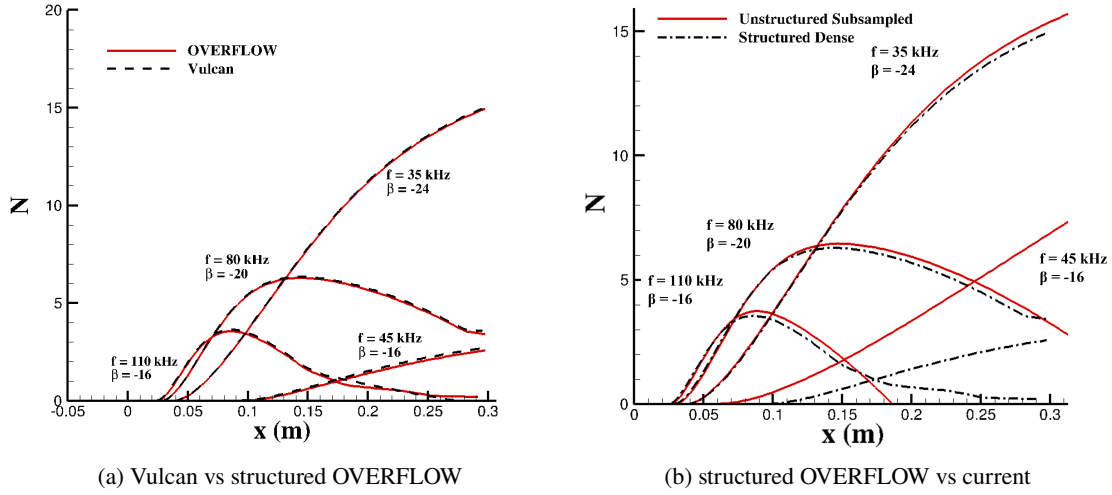 20
15
10
5
0
N
OVERFLOW
Vulcan
f = 35 kHz
β = -24
f = 80 kHz
β = -20
f = 110 kHz
β = -16
f = 45 kHz
β = -16
-0.05
0
0.05
0.1
0.15
0.2
0.25
0.3
x (m)
(a) Vulcan vs structured OVERFLOW
15
10
5
0
N
Unstructured Subsampled
Structured Dense
f = 35 kHz
β = -24
f = 80 kHz
β = -20
f = 110 kHz
β = -16
f = 45 kHz
β = -16
0
0.05
0.1
0.15
0.2
0.25
0.3
x (m)
(b) structured OVERFLOW vs current